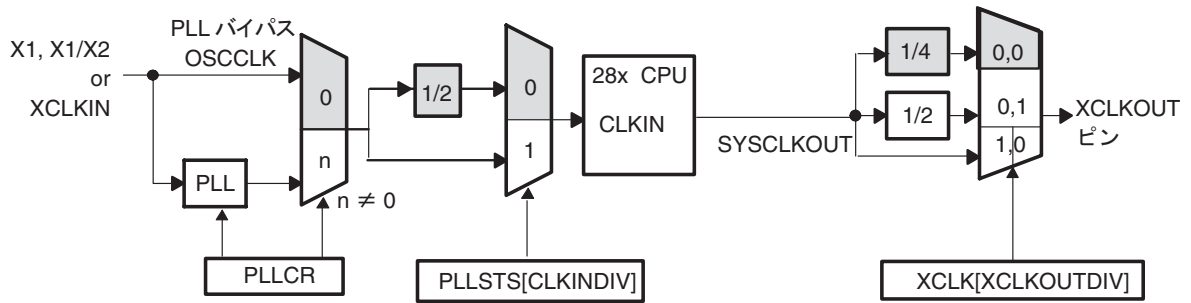 X1, X1/X2
or
XCLKIN
PLL バイパス
OSCCLK
0
n
n ≠ 0
PLL
PLLCR
1/2
0
1
PLLSTS[CLKINDIV]
28x CPU
CLKIN
SYSCLKOUT
1/4
1/2
0,0
0,1
1,0
XCLKOUT
ピン
XCLK[XCLKOUTDIV]